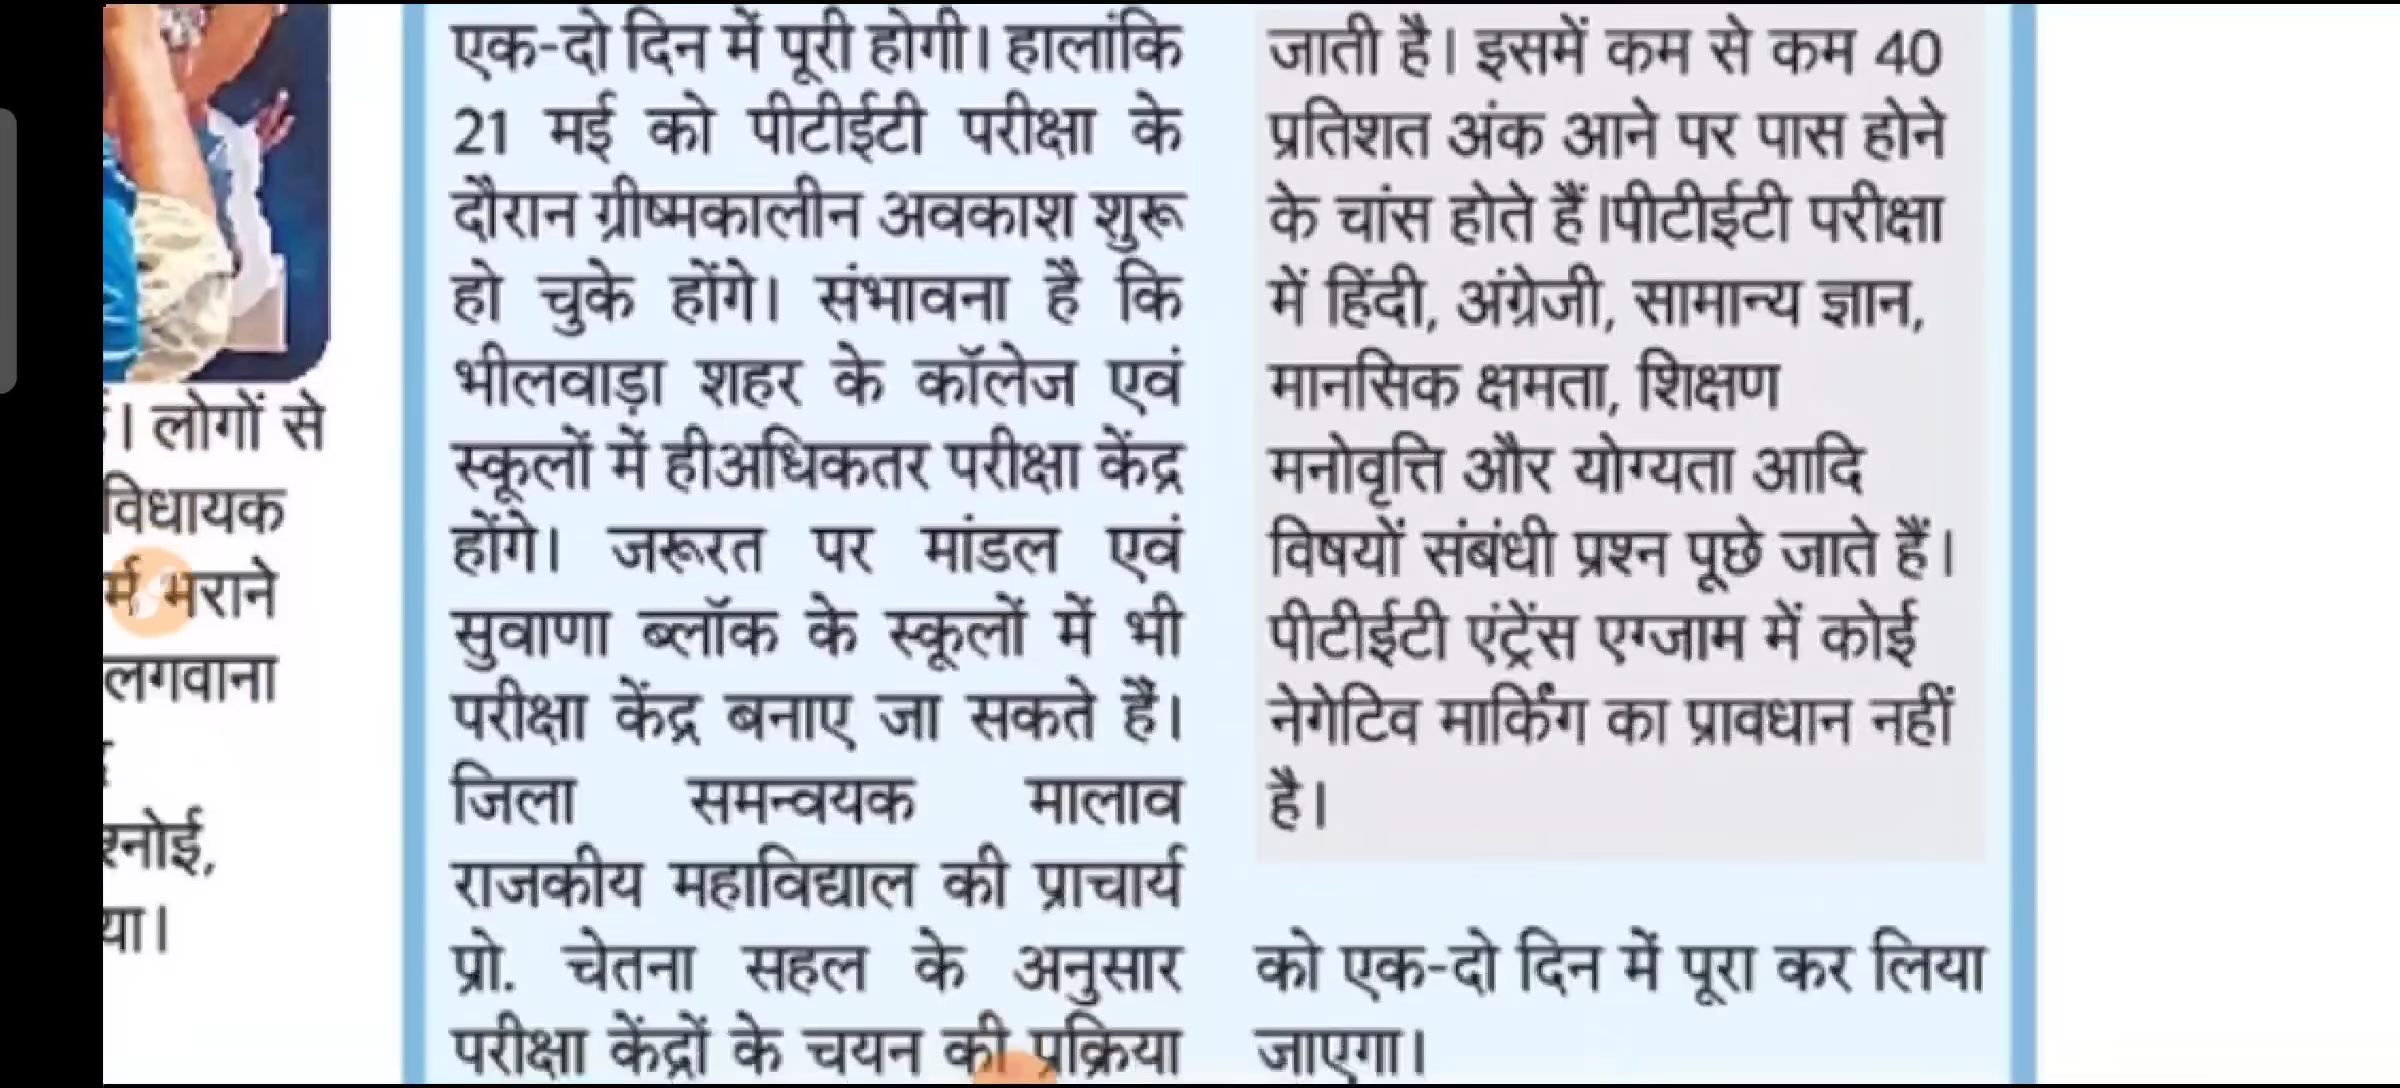 । लोगों से
विधायक
भराने
लगवाना
एक-दो दिन में पूरी होगी। हालांकि
21 मई को पीटीईटी परीक्षा के
दौरान ग्रीष्मकालीन अवकाश शुरू
हो चुके होंगे। संभावना है कि
भीलवाड़ा शहर के कॉलेज एवं
स्कूलों में हीअधिकतर परीक्षा केंद्र
होंगे। जरूरत पर मांडल एवं
सुवाणा ब्लॉक के स्कूलों में भी
परीक्षा केंद्र बनाए जा सकते हैं।
जिला समन्वयक मालाव
राजकीय महाविद्याल की प्राचार्य
प्रो. चेतना सहल के अनुसार
परीक्षा केंद्रों के चयन की प्रक्रिया
जाती है। इसमें कम से कम 40
प्रतिशत अंक आने पर पास होने
के चांस होते हैं।पीटीईटी परीक्षा
में हिंदी, अंग्रेजी, सामान्य ज्ञान,
मानसिक क्षमता, शिक्षण
मनोवृत्ति और योग्यता आदि
विषयों संबंधी प्रश्न पूछे जाते हैं।
पीटीईटी एंट्रेंस एग्जाम में कोई
नेगेटिव मार्किंग का प्रावधान नहीं
है।
को एक-दो दिन में पूरा कर लिया
जाएगा।